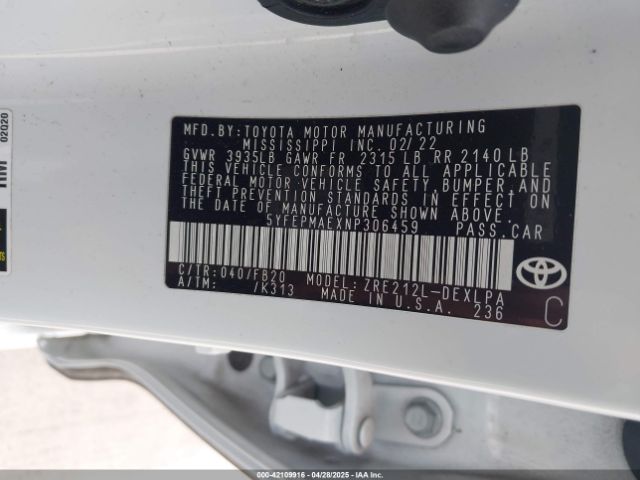 MFD.BY:TOYOTA MOTOR MANUFACTURING
MISSISSIPPI INC. 02/22
GVWR 3935LB GAWR FR 2315 LB RR 2140 LB
THIS VEHICLE CONFORMS TO ALL APPLICABLE
FEDERAL MOTOR VEHICLE SAFETY, BUMPER, AND
THEFT PREVENTION STANDARDS IN EFFECT ON
THE DATE OF MANUFACTURE SHOWN ABOVE.
5YFEPMAEXNP306459 PASS.CAR
C/TR:040/FB20 MODEL:ZRE212L-DEXLPA
A/TM: /K313 MADE IN U.S.A. 236
TOYOTA
C
02020
000-42109916 04/28/2025 - A COPART